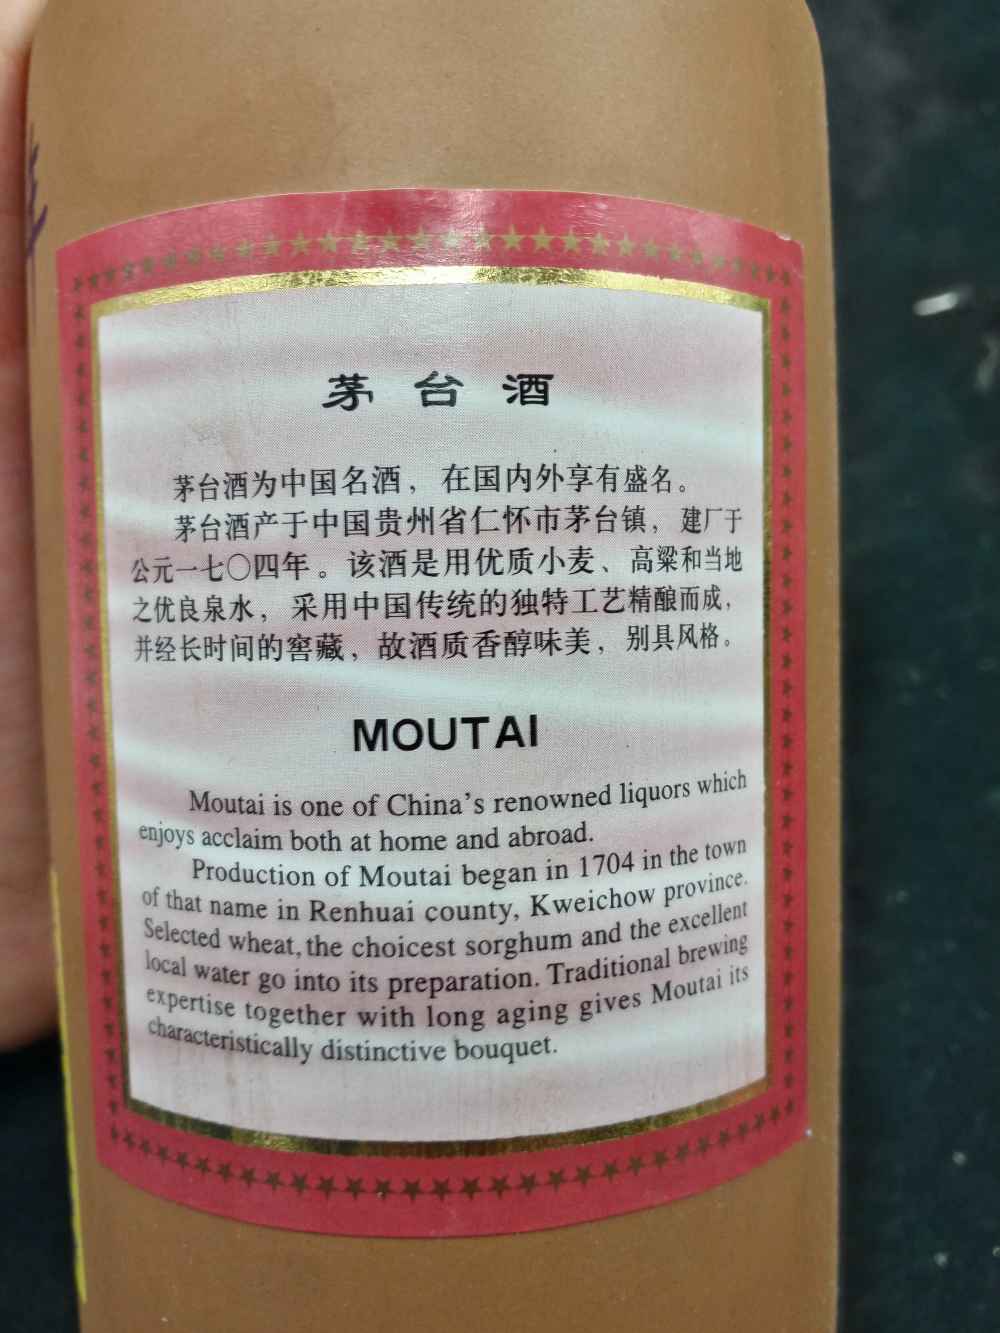 茅台酒
茅台酒为中国名酒，在国内外享有盛名。
茅台酒产于中国贵州省仁怀市茅台镇，建厂于
公元一七〇四年。该酒是用优质小麦、高粱和当地
之优良泉水，采用中国传统的独特工艺精酿而成，
并经长时间的窖藏，故酒质香醇味美，别具风格。
MOUTAI
Moutai is one of China's renowned liquors which
enjoys acclaim both at home and abroad.
Production of Moutai began in 1704 in the town
of that name in Renhuai county, Kweichow province.
Selected wheat, the choicest sorghum and the excellent
local water go into its preparation. Traditional brewing
expertise together with long aging gives Moutai its
characteristically distinctive bouquet.